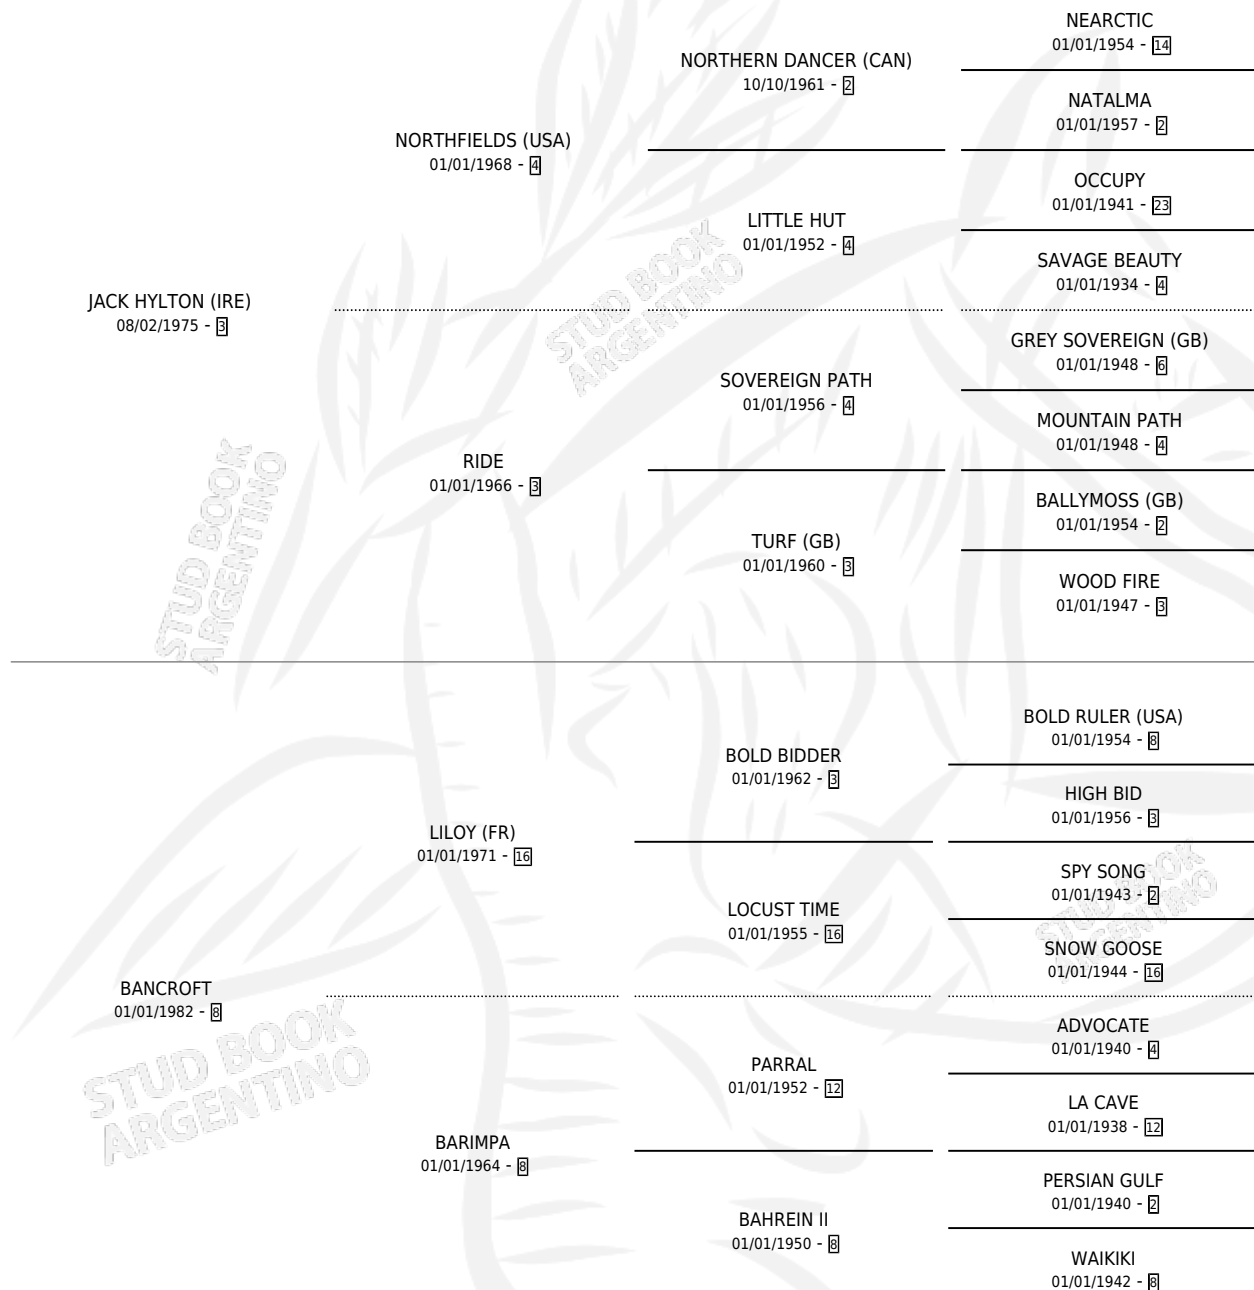 NEARCTIC
01/01/1954 - 14
NORTHERN DANCER (CAN)
10/10/1961 - 2
NATALMA
01/01/1957 - 2
NORTHFIELDS (USA)
01/01/1968 - 4
OCCUPY
01/01/1941 - 23
LITTLE HUT
01/01/1952 - 4
SAVAGE BEAUTY
01/01/1934 - 4
JACK HYLTON (IRE)
08/02/1975 - 3
STUD BOOK
ARGENTINO
GREY SOVEREIGN (GB)
01/01/1948 - 6
SOVEREIGN PATH
01/01/1956 - 4
MOUNTAIN PATH
01/01/1948 - 4
RIDE
01/01/1966 - 3
BALLYMOSS (GB)
01/01/1954 - 2
TURF (GB)
01/01/1960 - 3
WOOD FIRE
01/01/1947 - 3
STUD BOOK
ARGENTINO
BOLD RULER (USA)
01/01/1954 - 8
BOLD BIDDER
01/01/1962 - 3
HIGH BID
01/01/1956 - 3
LILOY (FR)
01/01/1971 - 16
SPY SONG
01/01/1943 - 2
LOCUST TIME
01/01/1955 - 16
SNOW GOOSE
01/01/1944 - 16
STUD BOOK
ARGENTINO
BANCROFT
01/01/1982 - 8
ADVOCATE
01/01/1940 - 4
PARRAL
01/01/1952 - 12
LA CAVE
01/01/1938 - 12
STUD BOOK
ARGENTINO
BARIMPA
01/01/1964 - 8
PERSIAN GULF
01/01/1940 - 2
BAHREIN II
01/01/1950 - 8
WAIKIKI
01/01/1942 - 8